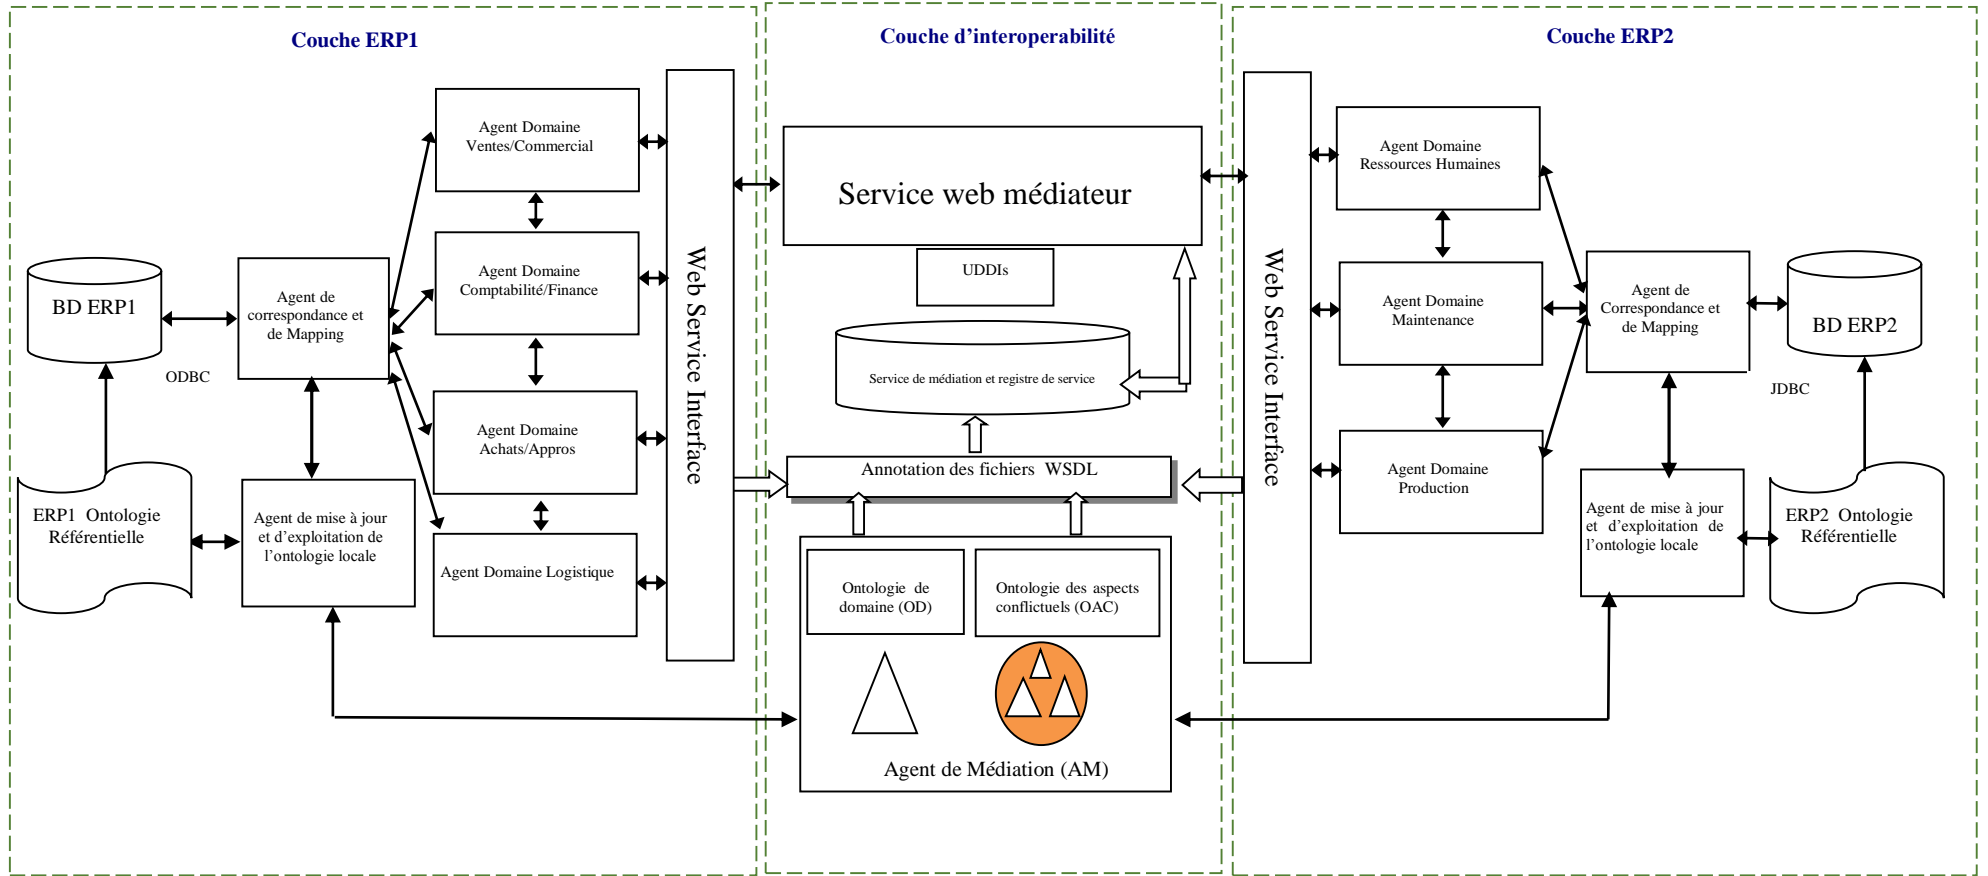 Couche ERP1
Agent Domaine
Ventes/Commercial
Agent Domaine
Comptabilité/Finance
Agent Domaine
Achats/Appros
Agent Domaine Logistique
BD ERP1
ODBC
Agent de
correspondance et
de Mapping
ERP1 Ontologie
Référentielle
Agent de mise à jour
et d’exploitation de
l’ontologie locale
Web Service Interface
Couche d’interoperabilité
Service web médiateur
UDDIs
Service de médiation et registre de service
Annotation des fichiers WSDL
Ontologie de
domaine (OD)
Ontologie des aspects
conflictuels (OAC)
Agent de Médiation (AM)
Couche ERP2
Web Service Interface
Agent Domaine
Ressources Humaines
Agent Domaine
Maintenance
Agent Domaine
Production
Agent de
Correspondance et
de Mapping
BD ERP2
JDBC
Agent de mise à jour
et d’exploitation de
l’ontologie locale
ERP2 Ontologie
Référentielle